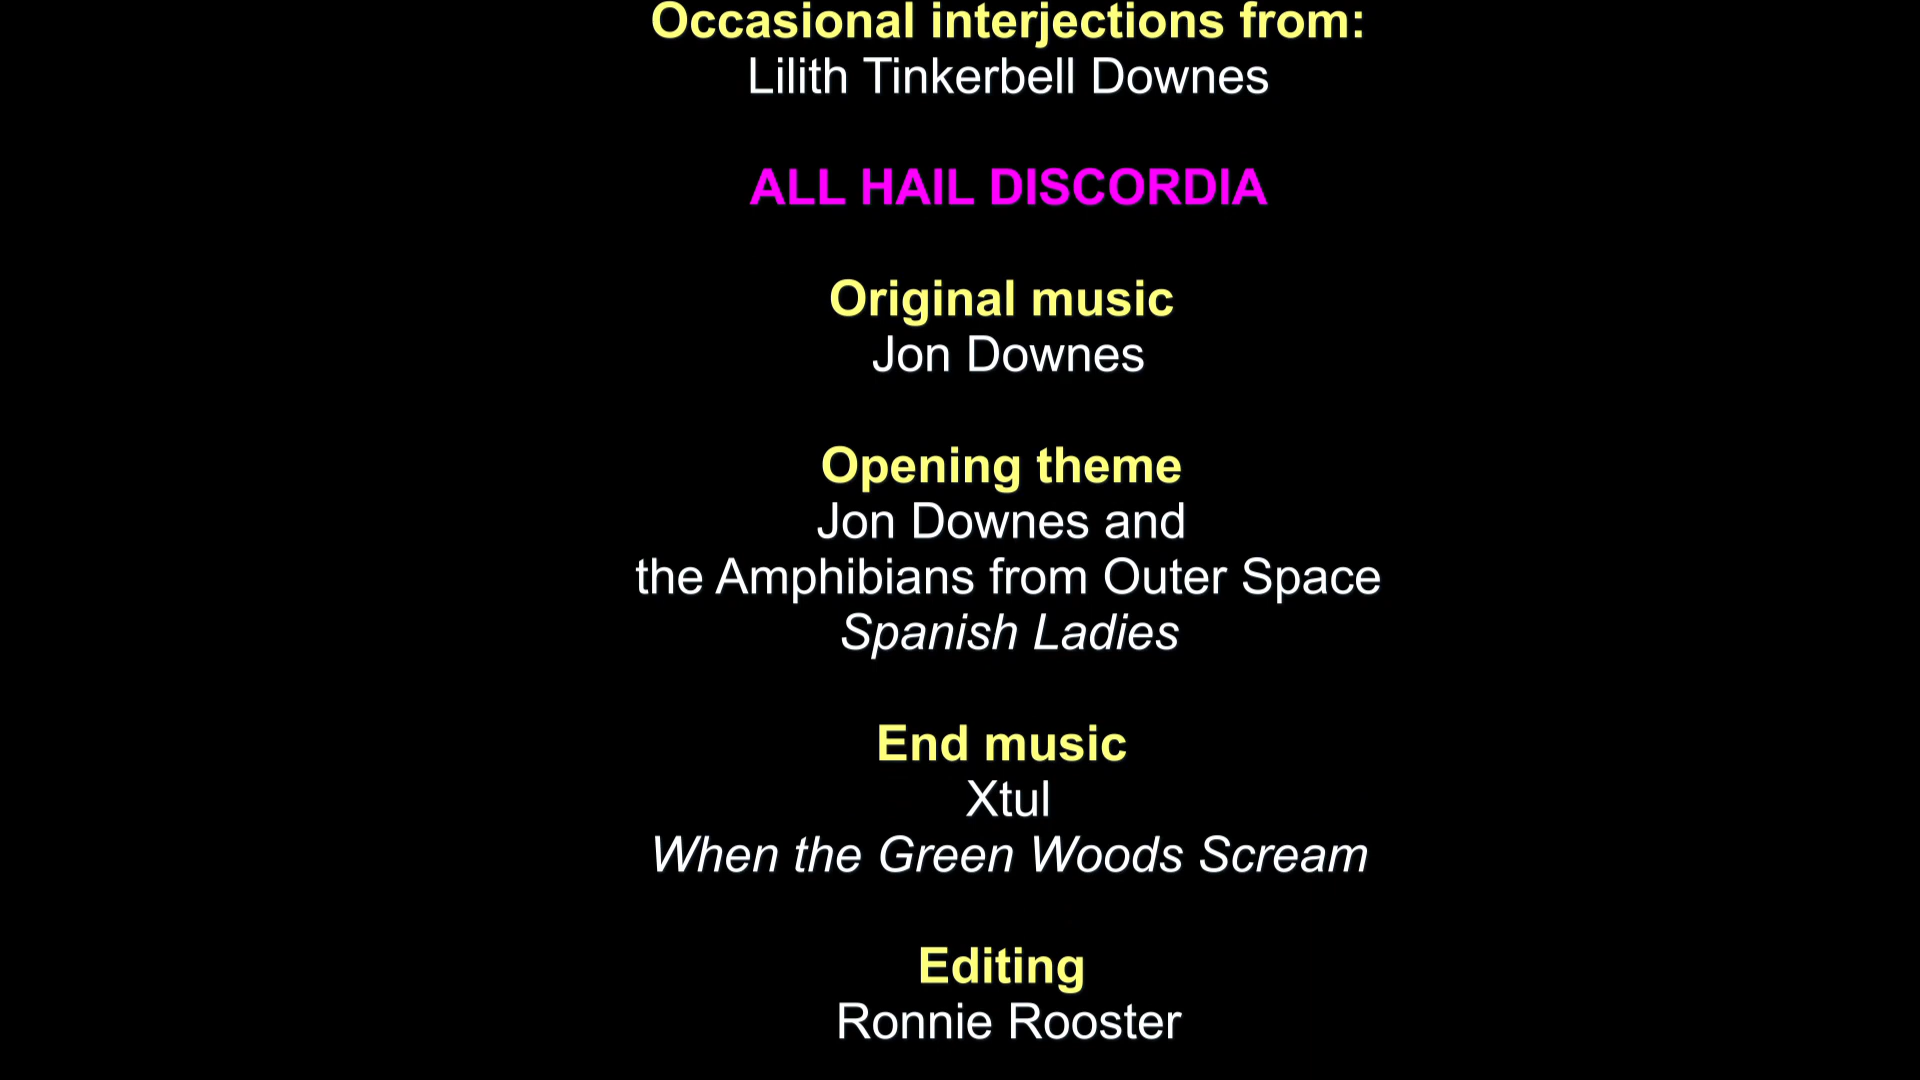 Occasional interjections from:
Lilith Tinkerbell Downes
ALL HAIL DISCORDIA
Original music
Jon Downes
Opening theme
Jon Downes and
the Amphibians from Outer Space
Spanish Ladies
End music
Xtul
When the Green Woods Scream
Editing
Ronnie Rooster